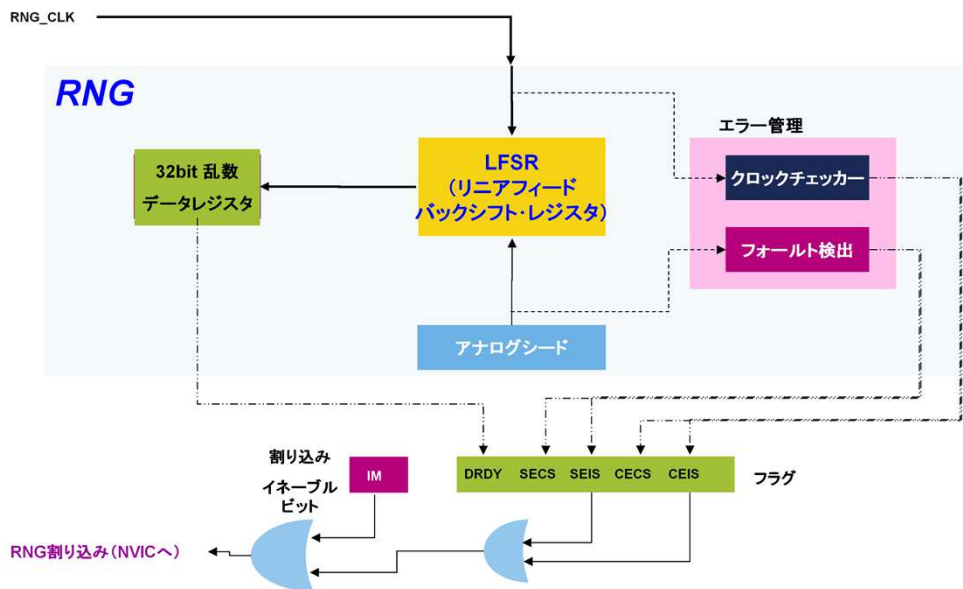 RNG_CLK
RNG
エラー管理
32bit 乱数
データレジスタ
LFSR
(リニアフィード
バックシフト･レジスタ)
クロックチェッカー
フォールト検出
アナログシード
割り込み
イネーブル
ビット
IM
DRDY SECS SEIS CECS CEIS
フラグ
RNG割り込み(NVICへ)